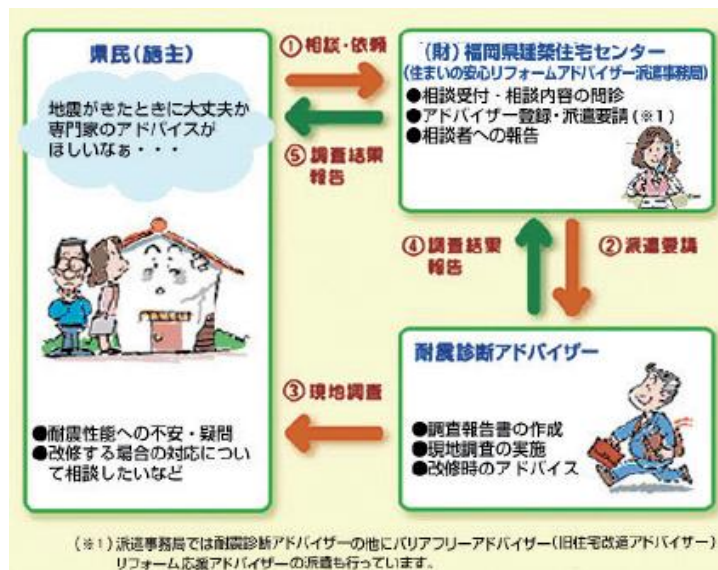 県民(施主)
地震がきたときに大丈夫か
専門家のアドバイスが
ほしいなぁ・・・
●耐震性能への不安・疑問
●改修する場合の対応につい
て相談したいなど
①相談・依頼
⑤調査結果
報告
(財)福岡県建築住宅センター
(住まいの安心リフォームアドバイザー派遣事務局)
●相談受付・相談内容の問診
●アドバイザー登録・派遣要請(※1)
●相談者への報告
④調査結果
報告
②派遣要請
③現地調査
耐震診断アドバイザー
●調査報告書の作成
●現地調査の実施
●改修時のアドバイス
(※1)派遣事務局では耐震診断アドバイザーの他にバリアフリーアドバイザー(旧住宅改造アドバイザー)
リフォーム応援アドバイザーの派遣も行っています。